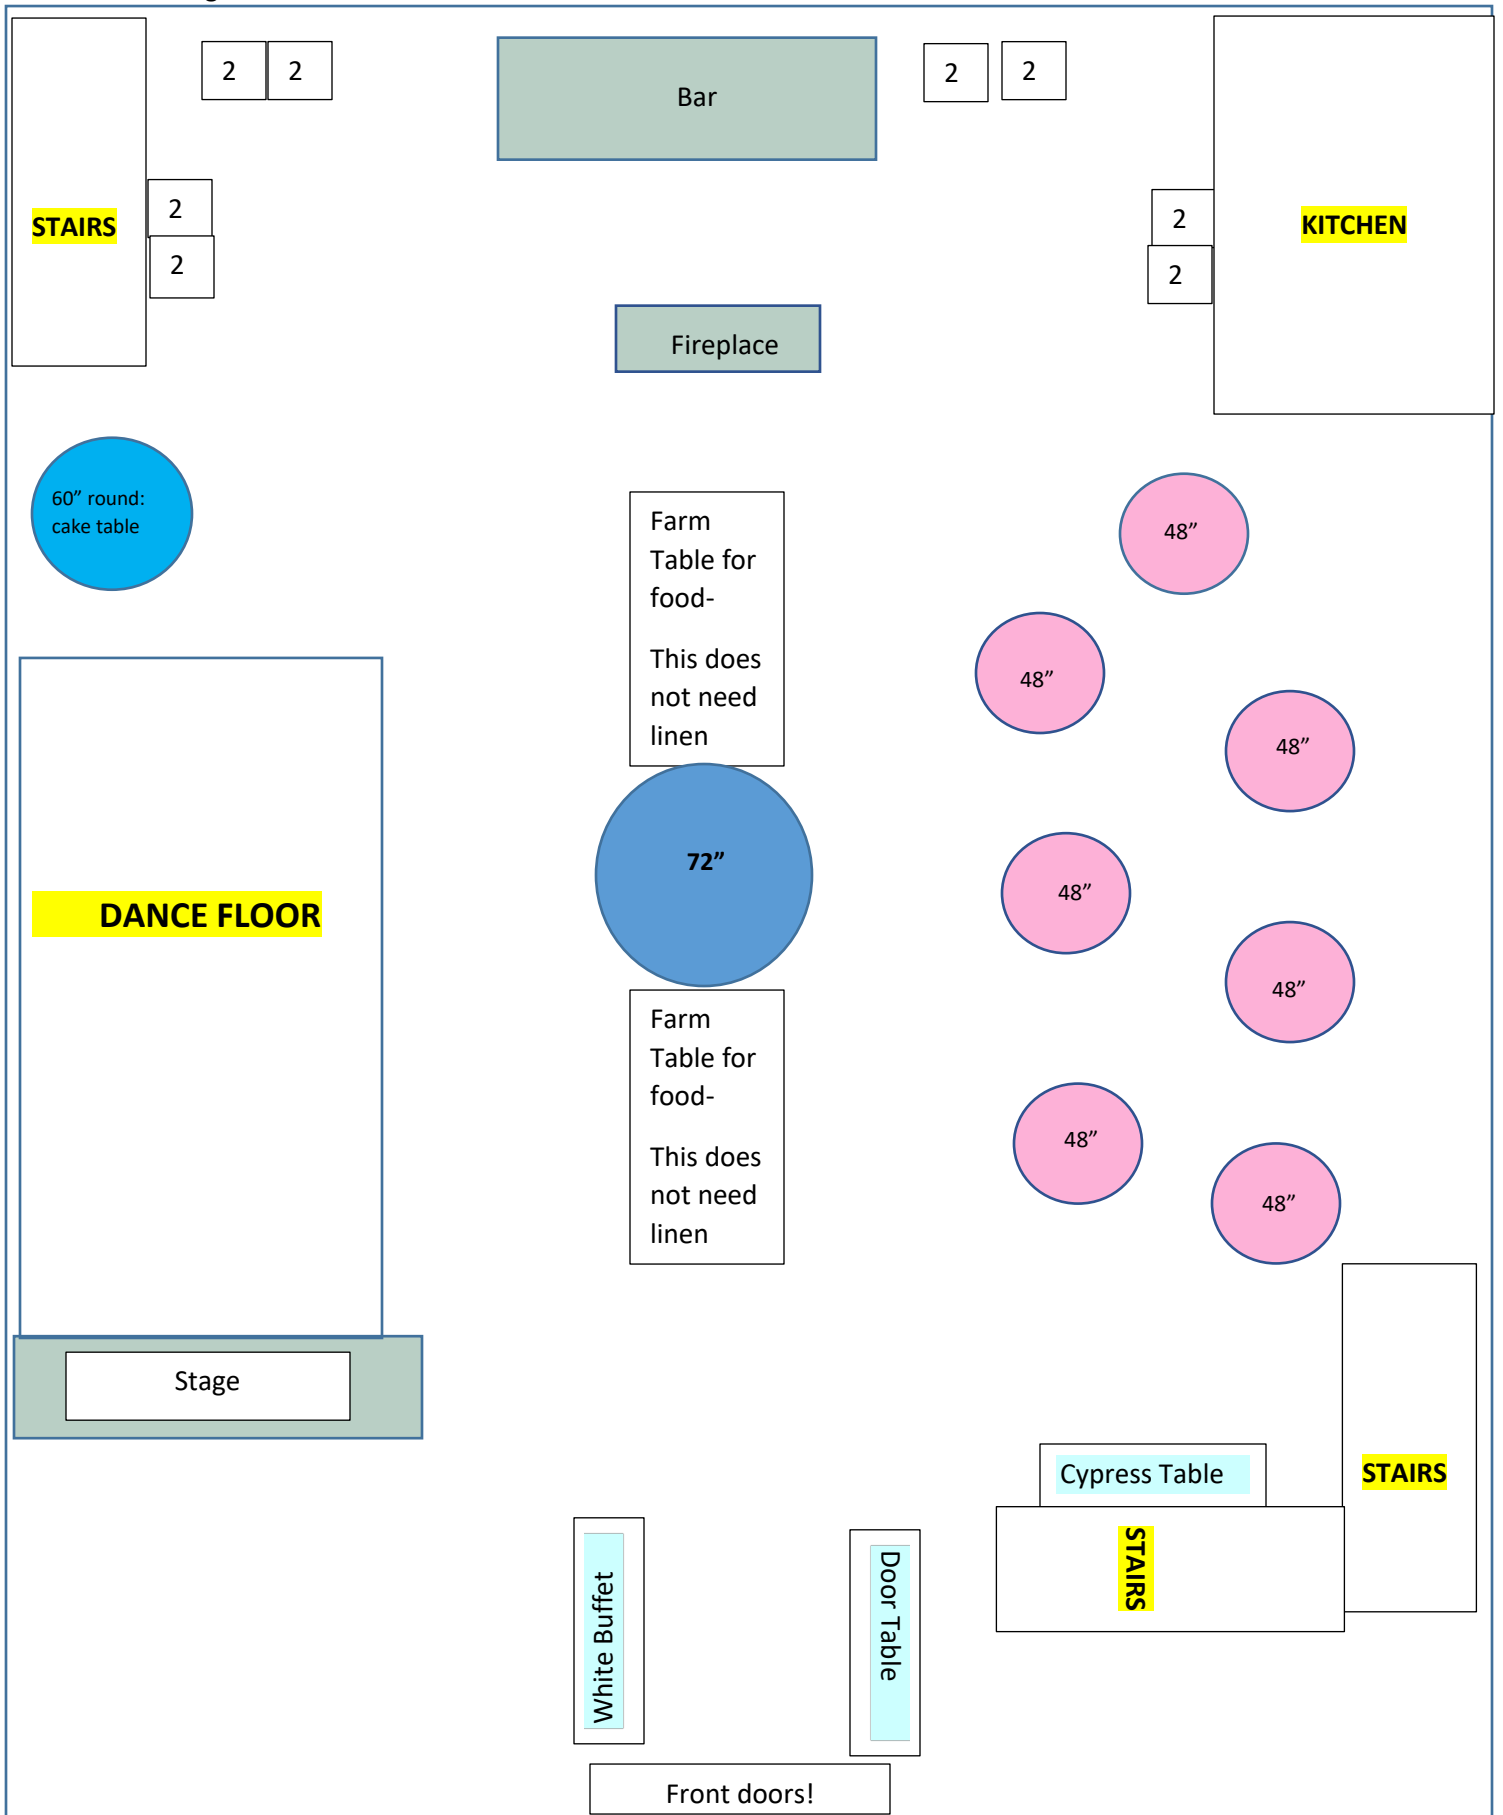 2 2
Bar
2 2
STAIRS
2
2
2
2
KITCHEN
Fireplace
60” round:
cake table
Farm
Table for
food-
This does
not need
linen
48”
48”
48”
72”
48”
48”
48”
48”
DANCE FLOOR
Farm
Table for
food-
This does
not need
linen
Stage
Cypress Table
STAIRS
STAIRS
White Buffet
Door Table
Front doors!